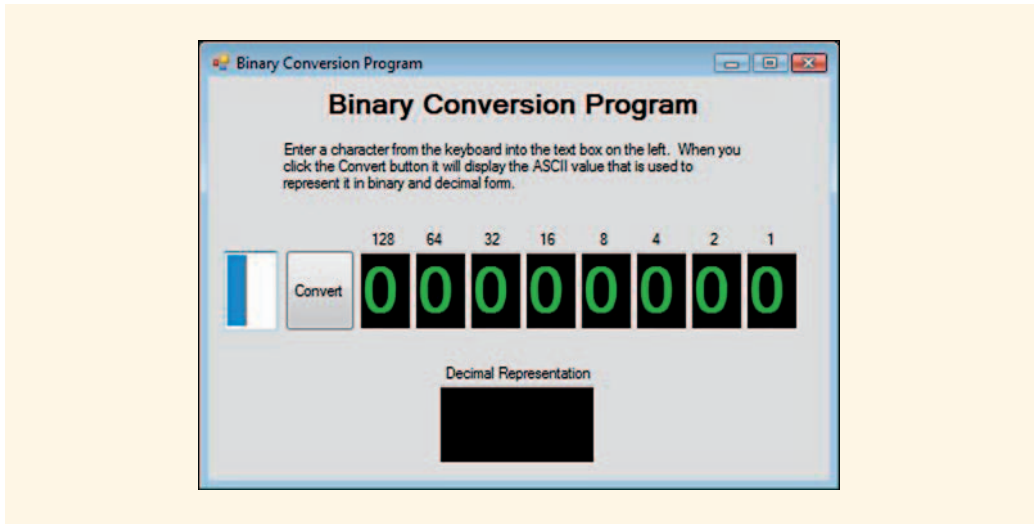 Binary Conversion Program
Binary Conversion Program
Enter a character from the keyboard into the text box on the left. When you
click the Convert button it will display the ASCII value that is used to
represent it in binary and decimal form.
128 64 32 16 8 4 2 1
Convert 0 0 0 0 0 0 0 0
Decimal Representation